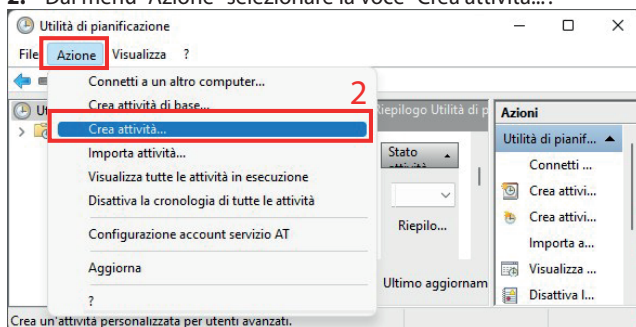 2. Dal menu "Azione" selezionare la voce "Crea attività...".
Utilità di pianificazione
File Azione Visualizza ?
Connetti a un altro computer...
2
Crea attività di base...
Crea attività...
Importa attività...
Visualizza tutte le attività in esecuzione
Disattiva la cronologia di tutte le attività
Configurazione account servizio AT
Aggiorna
?
Ut
Riepilogo Utilità di p
Stato
Riepilo...
Ultimo aggiornam
Azioni
Utilità di pianif...
Connetti ...
Crea attivi...
Crea attivi...
Importa a...
Visualizza ...
Disattiva l...
Crea un'attività personalizzata per utenti avanzati.